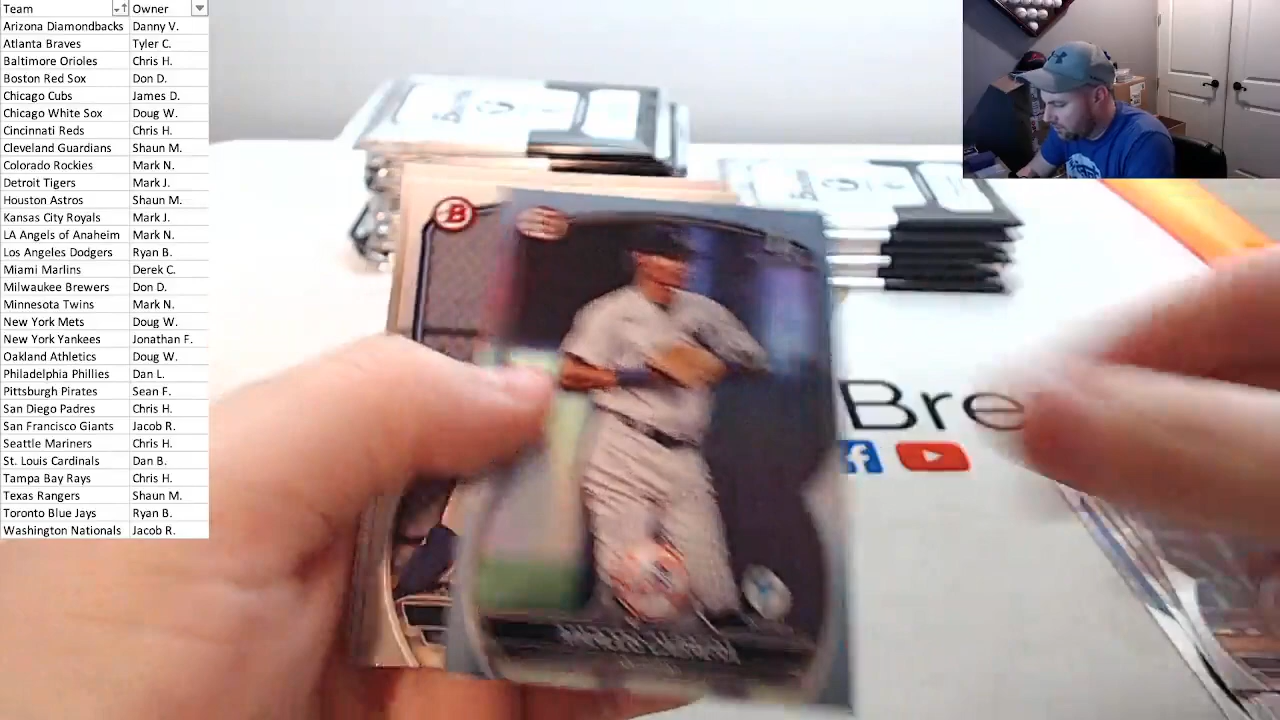 Team Owner
Arizona Diamondbacks Danny V.
Atlanta Braves Tyler C.
Baltimore Orioles Chris H.
Boston Red Sox Don D.
Chicago Cubs James D.
Chicago White Sox Doug W.
Cincinnati Reds Chris H.
Cleveland Guardians Shaun M.
Colorado Rockies Mark N.
Detroit Tigers Mark J.
Houston Astros Shaun M.
Kansas City Royals Mark J.
LA Angels of Anaheim Mark N.
Los Angeles Dodgers Ryan B.
Miami Marlins Derek C.
Milwaukee Brewers Don D.
Minnesota Twins Mark N.
New York Mets Doug W.
New York Yankees Jonathan F.
Oakland Athletics Doug W.
Philadelphia Phillies Dan L.
Pittsburgh Pirates Sean F.
San Diego Padres Chris H.
San Francisco Giants Jacob R.
Seattle Mariners Chris H.
St. Louis Cardinals Dan B.
Tampa Bay Rays Chris H.
Texas Rangers Shaun M.
Toronto Blue Jays Ryan B.
Washington Nationals Jacob R.
B
Bre
f